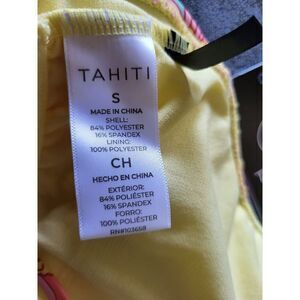 TAHITI
S
MADE IN CHINA
SHELL:
84% POLYESTER
16% SPANDEX
LINING:
100% POLYESTER
CH
HECHO EN CHINA
EXTÉRIOR:
84% POLIÉSTER
16% SPANDEX
FORRO:
100% POLIÉSTER
RN#103658